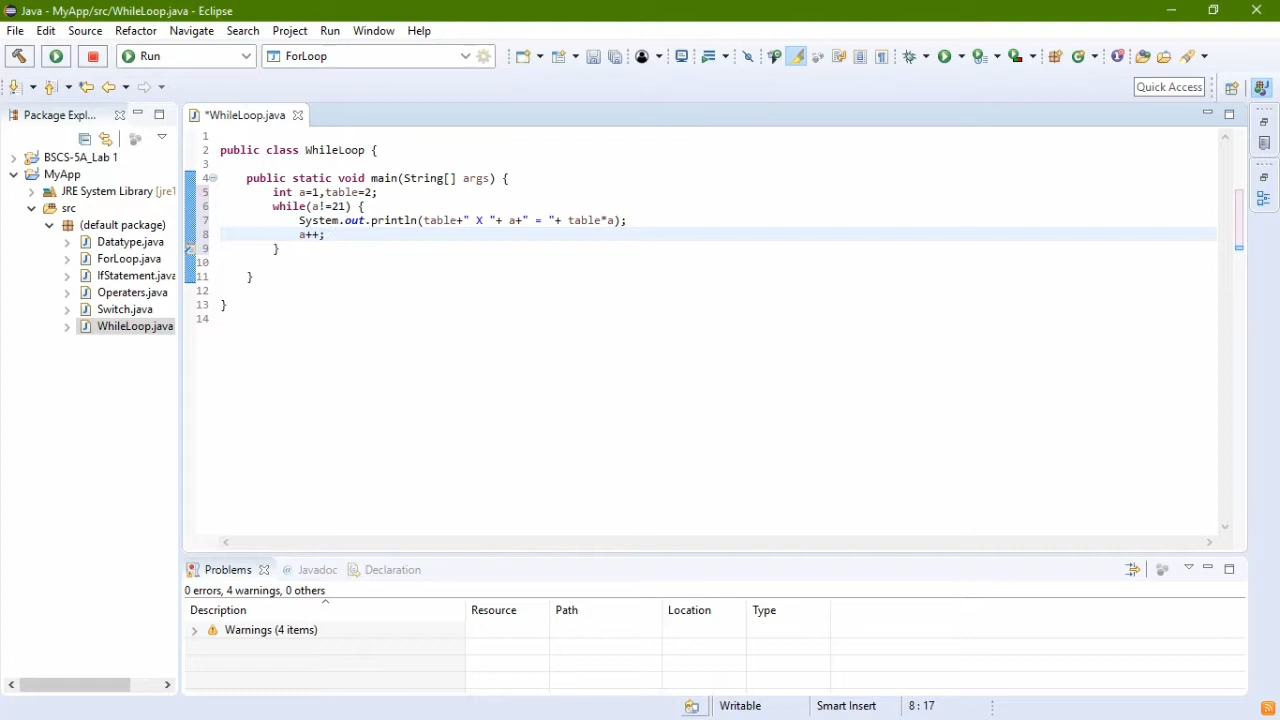 Java - MyApp/src/WhileLoop.java - Eclipse
File Edit Source Refactor Navigate Search Project Run Window Help
Run ForLoop
Quick Access
Package Expl... *WhileLoop.java
BSCS-5A_Lab 1
MyApp
JRE System Library [jre1
src
(default package)
Datatype.java
ForLoop.java
IfStatement.java
Operaters.java
Switch.java
WhileLoop.java
1
2 public class WhileLoop {
3
4 public static void main(String[] args) {
5 int a=1,table=2;
6 while(a!=21) {
7 System.out.println(table+" X "+ a+" = "+ table*a);
8 a++;
9 }
10
11 }
12
13 }
14
Problems Javadoc Declaration
0 errors, 4 warnings, 0 others
Description Resource Path Location Type
Warnings (4 items)
Writable Smart Insert 8 : 17